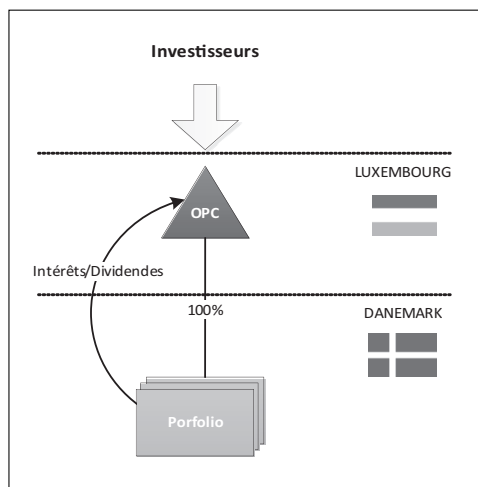 Investisseurs
LUXEMBOURG
OPC
Intérêts/Dividendes
100%
DANEMARK
Porfolio